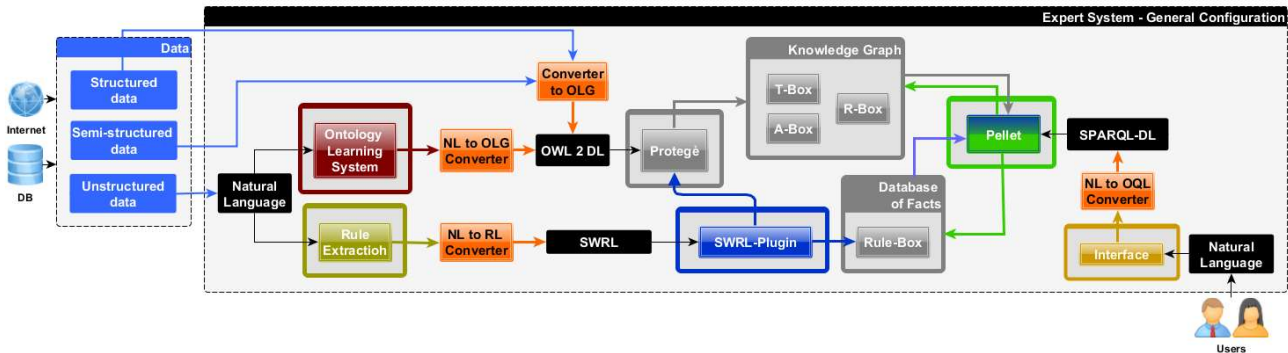 Expert System - General Configuration
Data
Structured
data
Semi-structured
data
Unstructured
data
Internet
DB
Natural
Language
Ontology
Learning
System
Rule
Extraction
NL to OLG
Converter
NL to RL
Converter
Converter
to OLG
OWL 2 DL
SWRL
Protegè
SWRL-Plugin
Knowledge Graph
T-Box
A-Box
R-Box
Database
of Facts
Rule-Box
Pellet
SPARQL-DL
NL to OQL
Converter
Interface
Natural
Language
Users